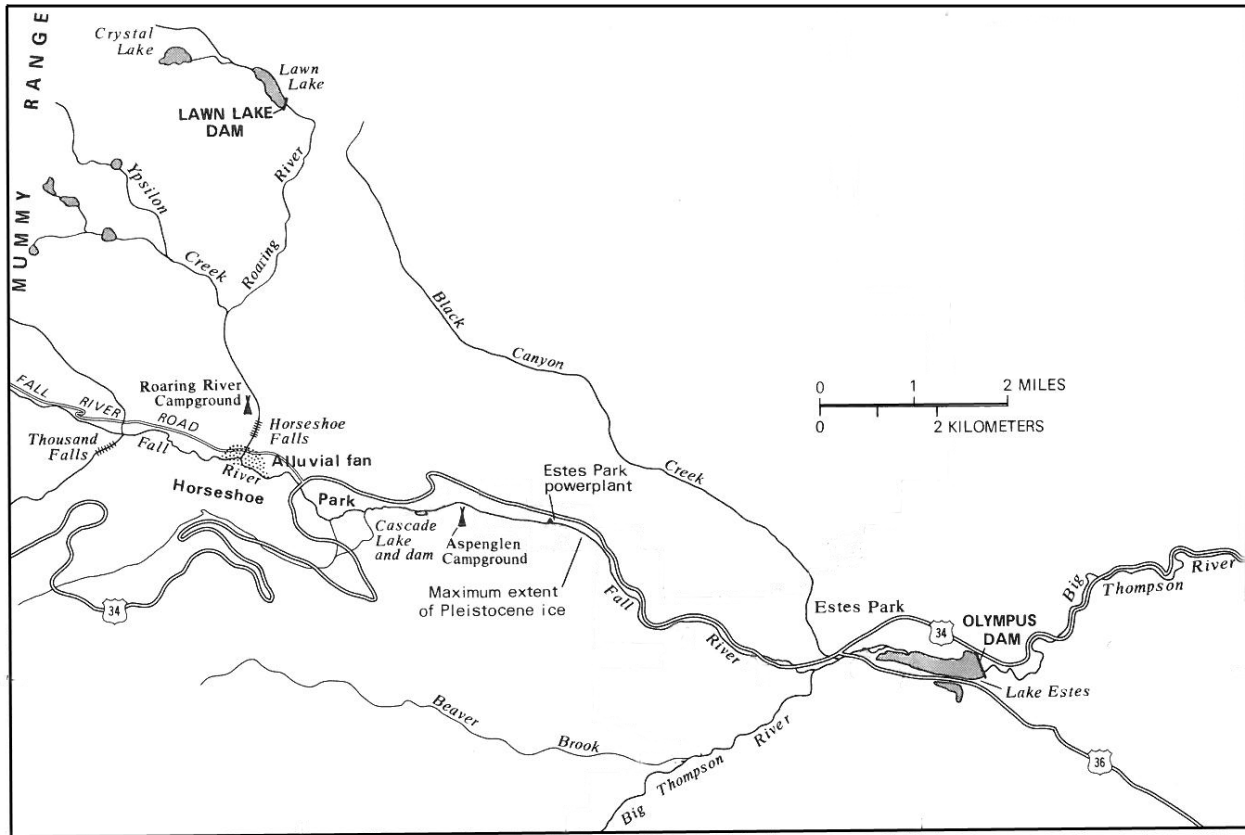 Crystal
Lake
Lawn
Lake
LAWN LAKE
DAM
MUMMY RANGE
Ypsilon
Creek
Roaring
River
Black
Canyon
Creek
0 1 2 MILES
0 2 KILOMETERS
Roaring River
Campground
Horseshoe
Falls
FALL RIVER ROAD
Thousand
Falls
Fall
River
Alluvial fan
Horseshoe
Park
Estes Park
powerplant
Cascade
Lake
and dam
Aspenglen
Campground
Maximum extent
of Pleistocene ice
34
Fall
River
Estes Park
34
OLYMPUS
DAM
Big
Thompson
River
Lake Estes
Beaver
Brook
Big
Thompson
River
36